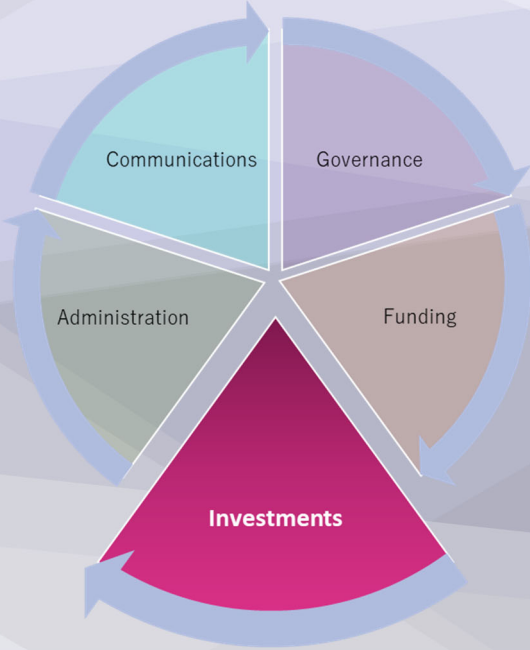 Communications
Governance
Administration
Funding
Investments